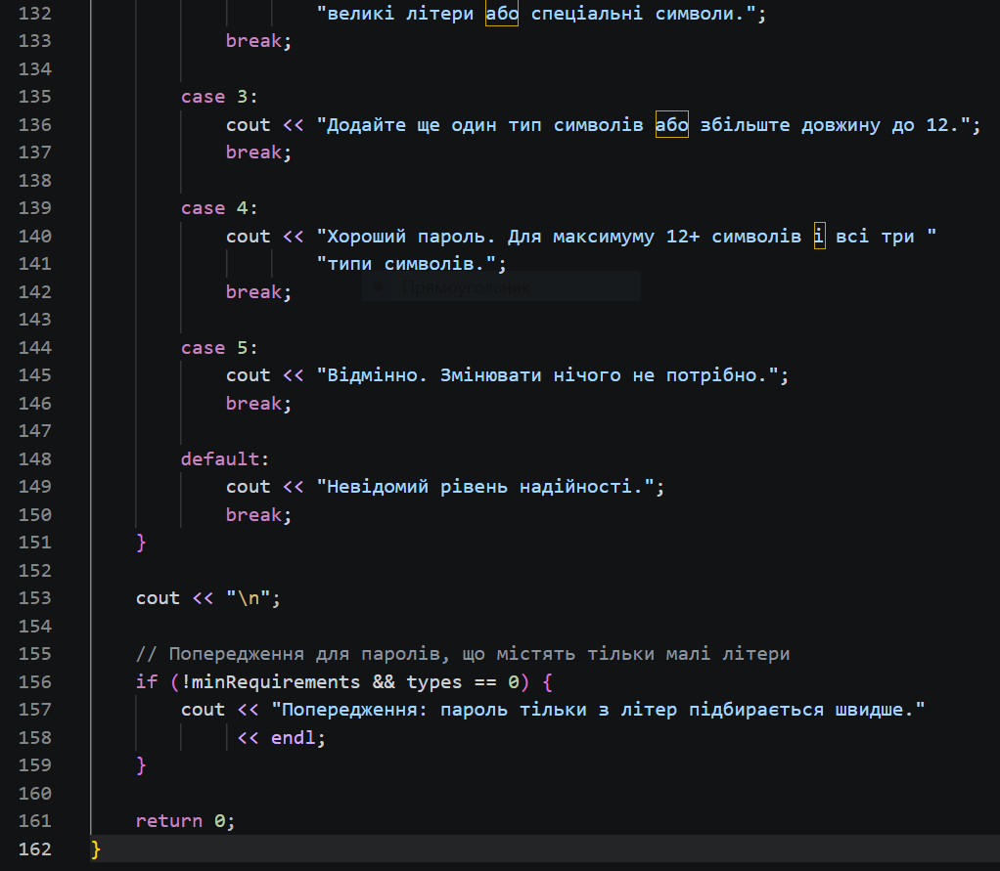 132 "великі літери або спеціальні символи.";
133 break;
134
135 case 3:
136 cout << "Додайте ще один тип символів або збільште довжину до 12.";
137 break;
138
139 case 4:
140 cout << "Хороший пароль. Для максимуму 12+ символів і всі три "
141 "типи символів.";
Прямоугольник
142 break;
143
144 case 5:
145 cout << "Відмінно. Змінювати нічого не потрібно.";
146 break;
147
148 default:
149 cout << "Невідомий рівень надійності.";
150 break;
151 }
152
153 cout << "\n";
154
155 // Попередження для паролів, що містять тільки малі літери
156 if (!minRequirements && types == 0) {
157 cout << "Попередження: пароль тільки з літер підбирається швидше."
158 << endl;
159 }
160
161 return 0;
162 }